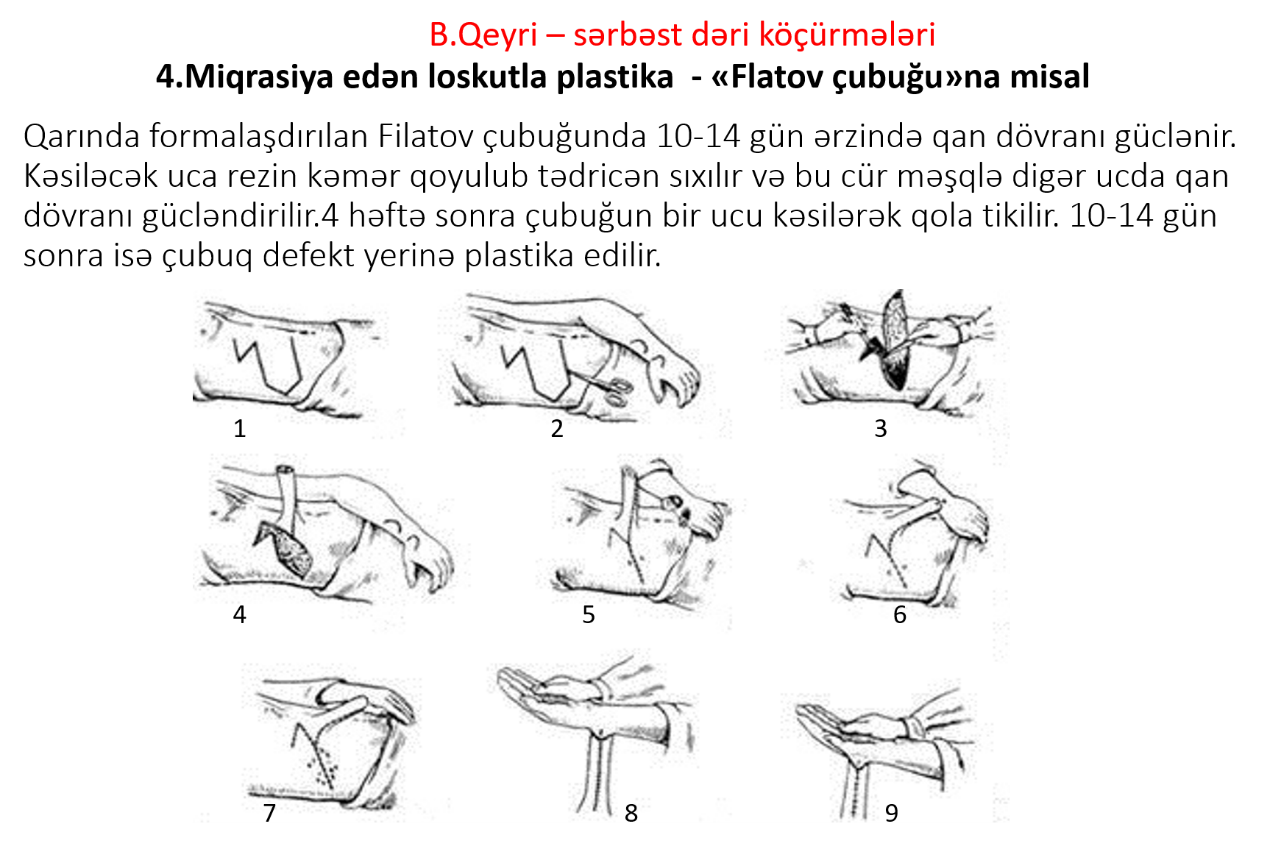 B.Qeyri – sərbəst dəri köçürmələri
4.Miqrasiya edən loskutla plastika - «Flatov çubuğu»na misal
Qarında formalaşdırılan Filatov çubuğunda 10-14 gün ərzində qan dövranı güclənir.
Kəsiləcək uca rezin kəmər qoyulub tədricən sıxılır və bu cür məşqlə digər ucda qan
dövranı gücləndirilir.4 həftə sonra çubuğun bir ucu kəsilərək qola tikilir. 10-14 gün
sonra isə çubuq defekt yerinə plastika edilir.
1 2 3
4 5 6
7 8 9